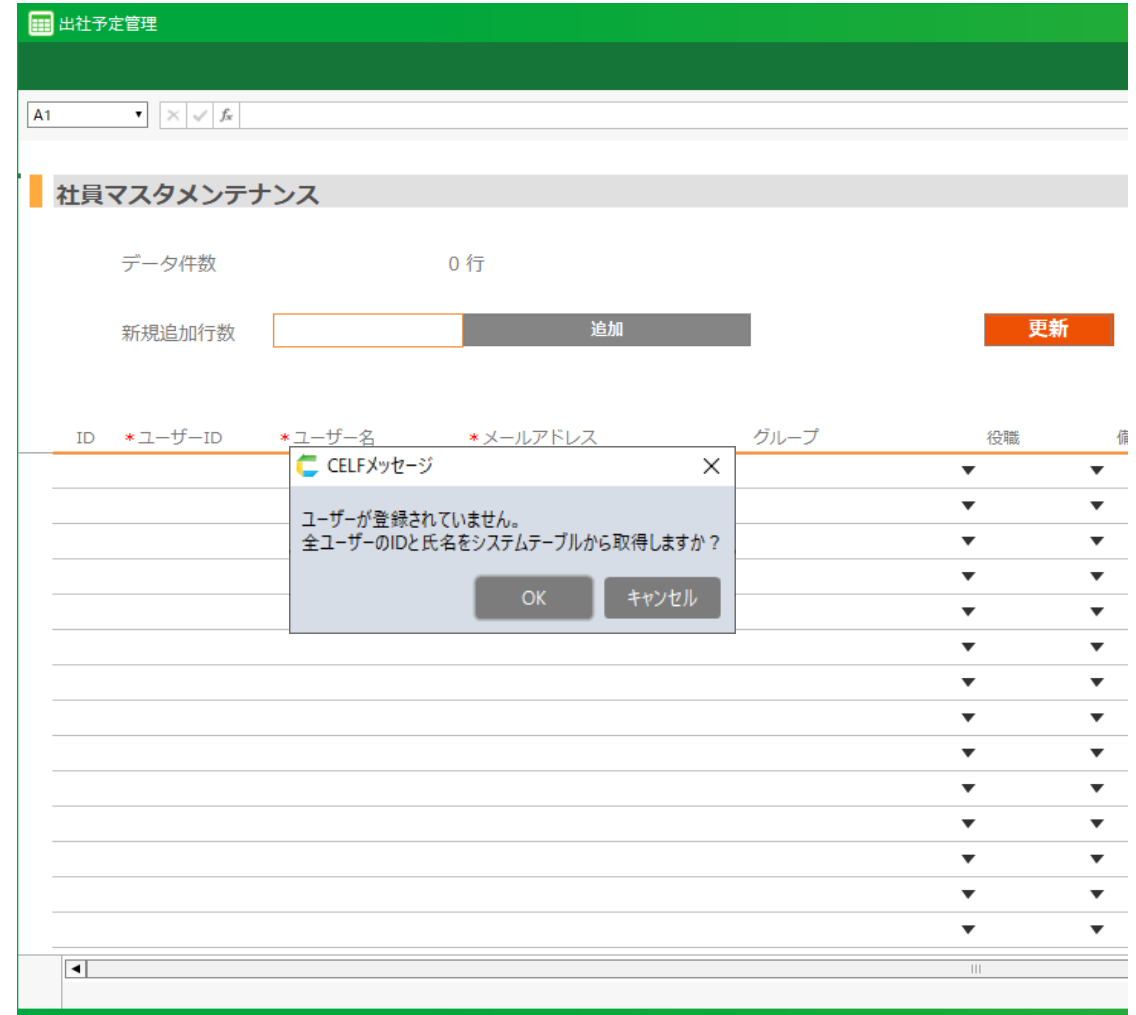 出社予定管理
A1
fx
社員マスタメンテナンス
データ件数 0 行
新規追加行数 追加 更新
ID *ユーザーID *ユーザー名 *メールアドレス グループ 役職
CELFメッセージ
ユーザーが登録されていません。
全ユーザーのIDと氏名をシステムテーブルから取得しますか？
OK キャンセル